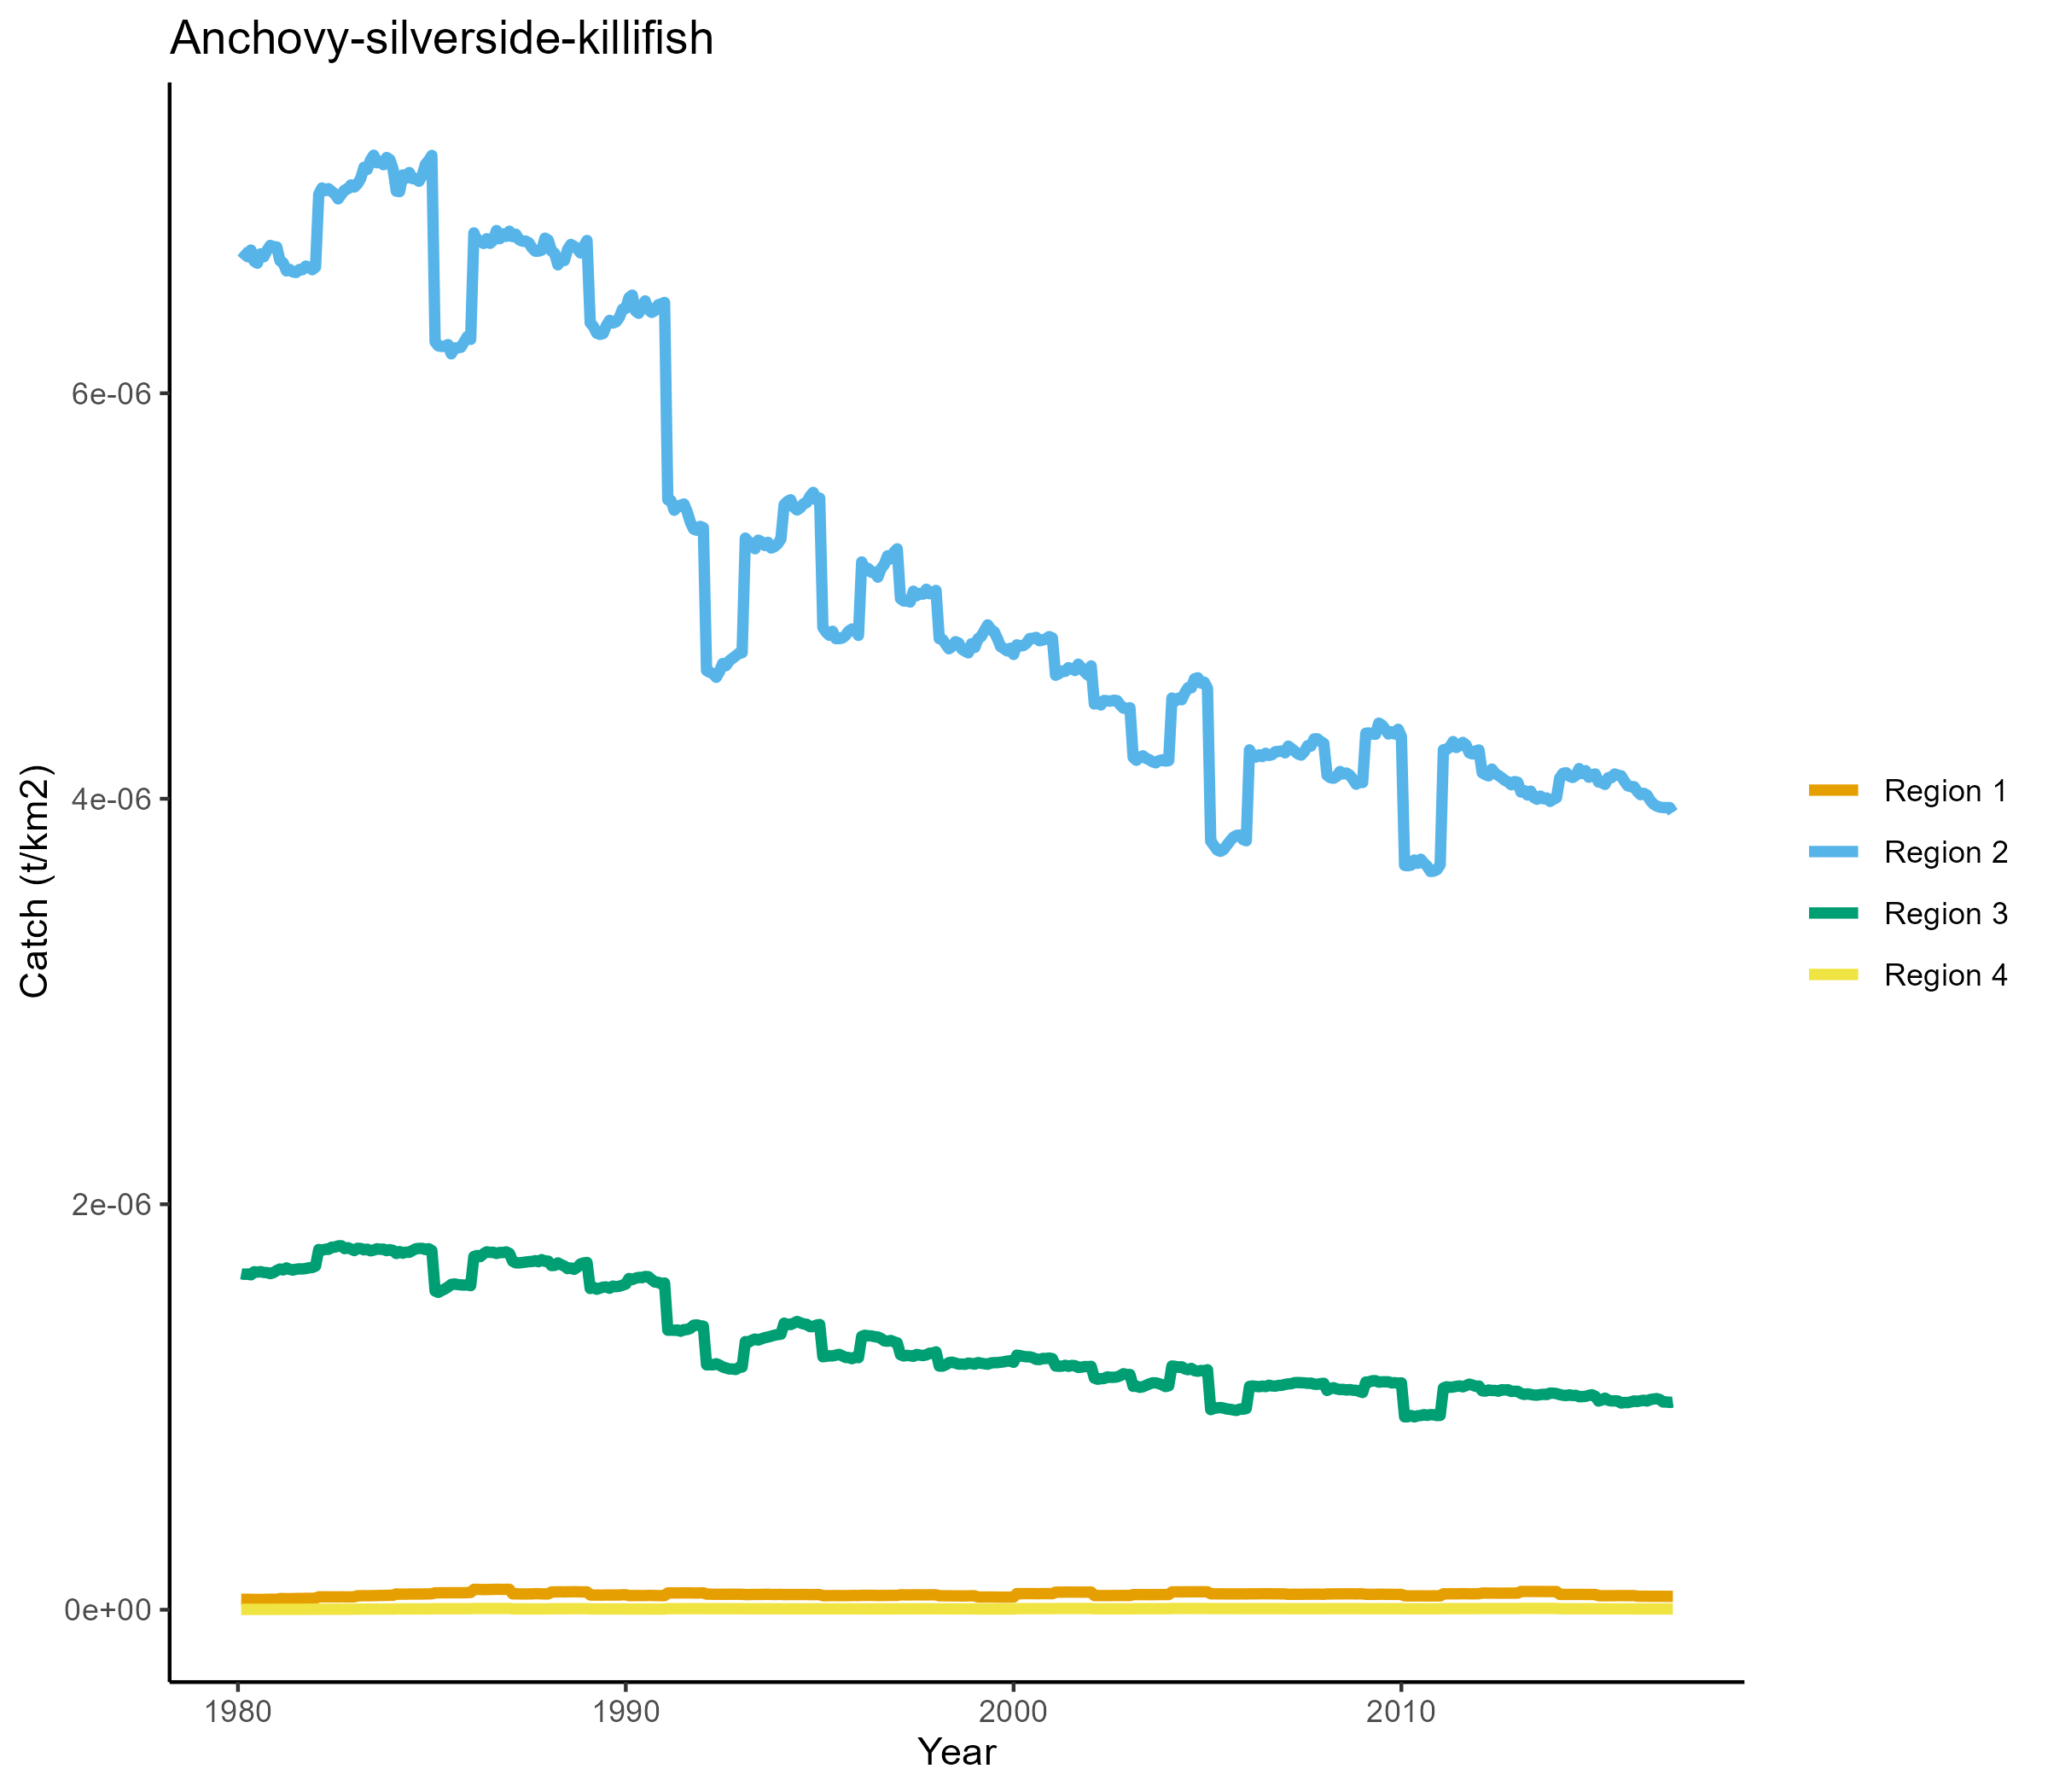 Anchovy-silverside-killifish
Catch (t/km2)
6e-06
4e-06
2e-06
0e+00
1980
1990
2000
2010
Year
Region 1
Region 2
Region 3
Region 4